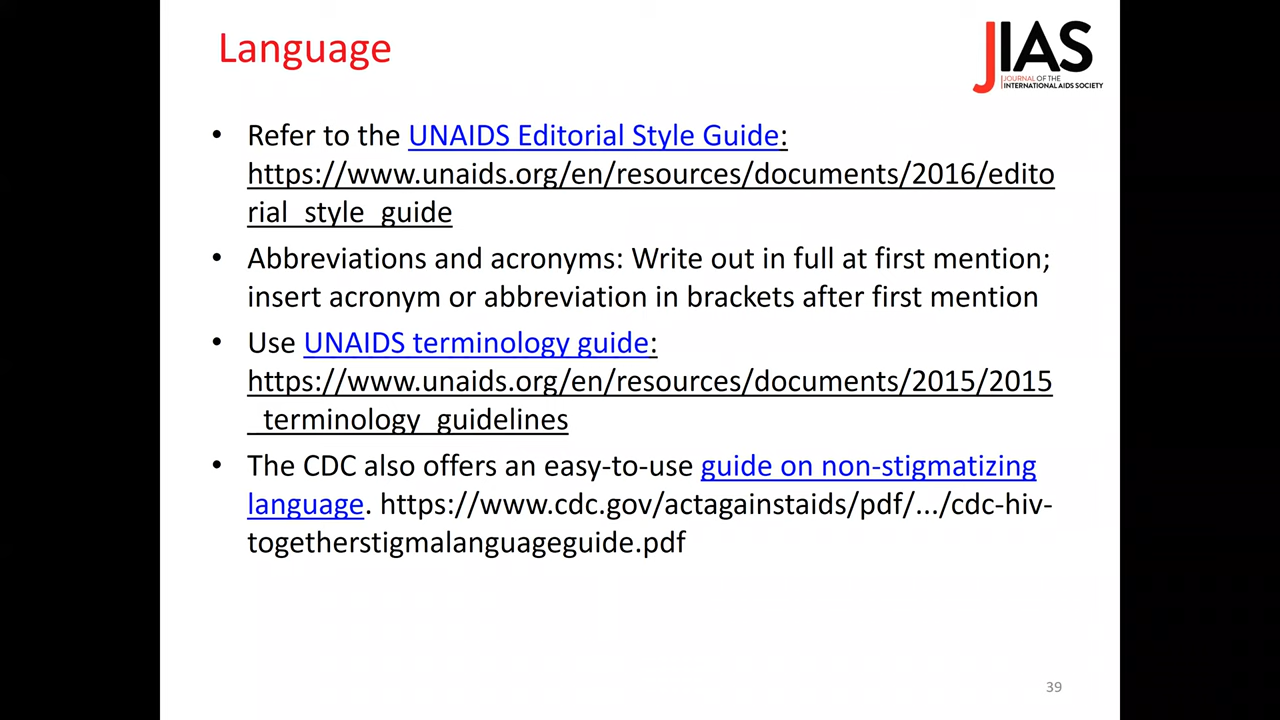 Language
JIAS
JOURNAL OF THE
INTERNATIONAL AIDS SOCIETY
• Refer to the UNAIDS Editorial Style Guide:
https://www.unaids.org/en/resources/documents/2016/edito
rial_style_guide
• Abbreviations and acronyms: Write out in full at first mention;
insert acronym or abbreviation in brackets after first mention
• Use UNAIDS terminology guide:
https://www.unaids.org/en/resources/documents/2015/2015
_terminology_guidelines
• The CDC also offers an easy-to-use guide on non-stigmatizing
language. https://www.cdc.gov/actagainstaids/pdf/.../cdc-hiv-
togetherstigmalanguageguide.pdf
39